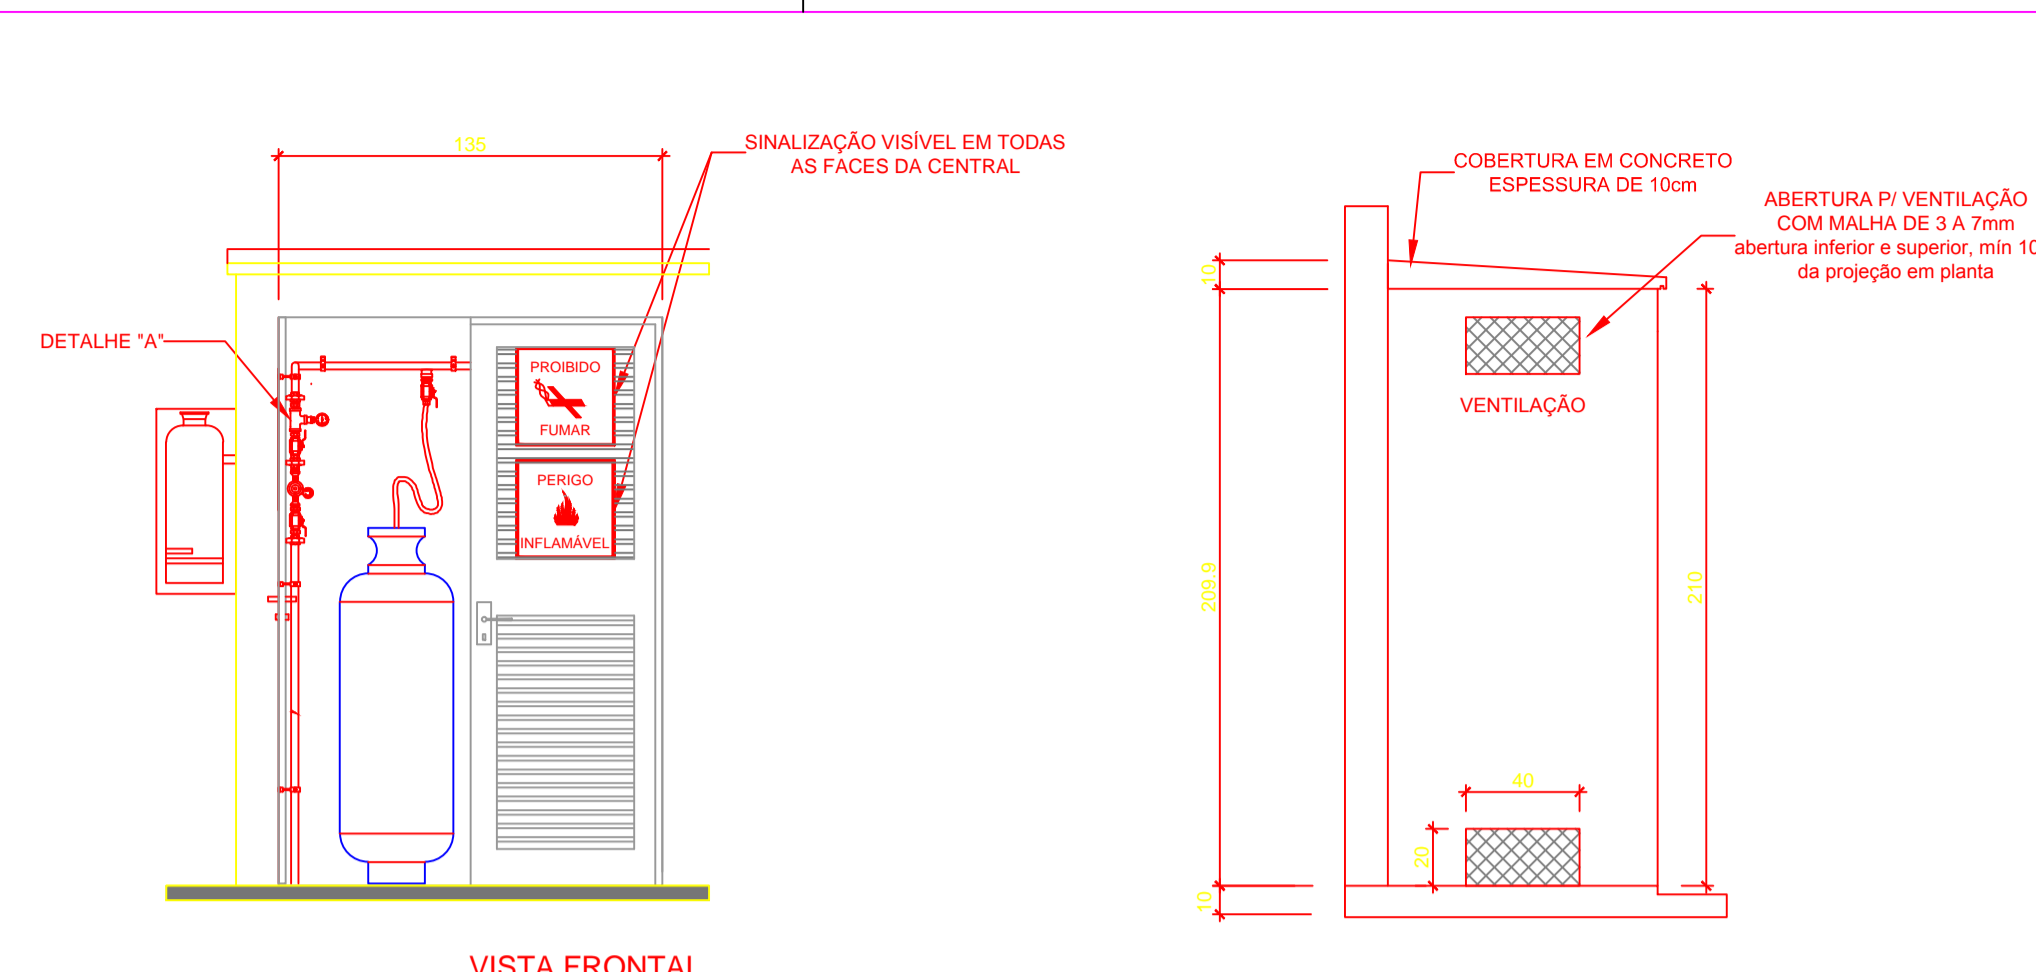 135
SINALIZAÇÃO VISÍVEL EM TODAS
AS FACES DA CENTRAL
DETALHE "A"
PROIBIDO
FUMAR
PERIGO
INFLAMÁVEL
VISTA FRONTAL
COBERTURA EM CONCRETO
ESPESSURA DE 10cm
ABERTURA P/ VENTILAÇÃO
COM MALHA DE 3 A 7mm
abertura inferior e superior, mín 10
da projeção em planta
10
VENTILAÇÃO
209.9
210
40
20
10